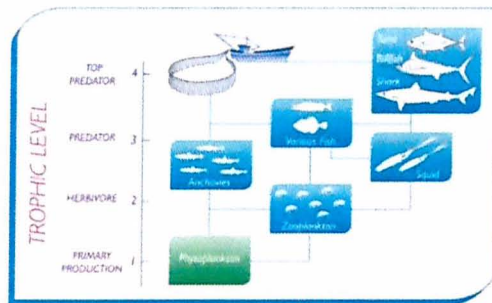 TROPHIC LEVEL
TOP
PREDATOR
4
PREDATOR
3
HERBIVORE
2
PRIMARY
PRODUCTION
1
Tuna
Billfish
Shark
Various Fish
Anchovies
Squid
Zooplankton
Phytoplankton